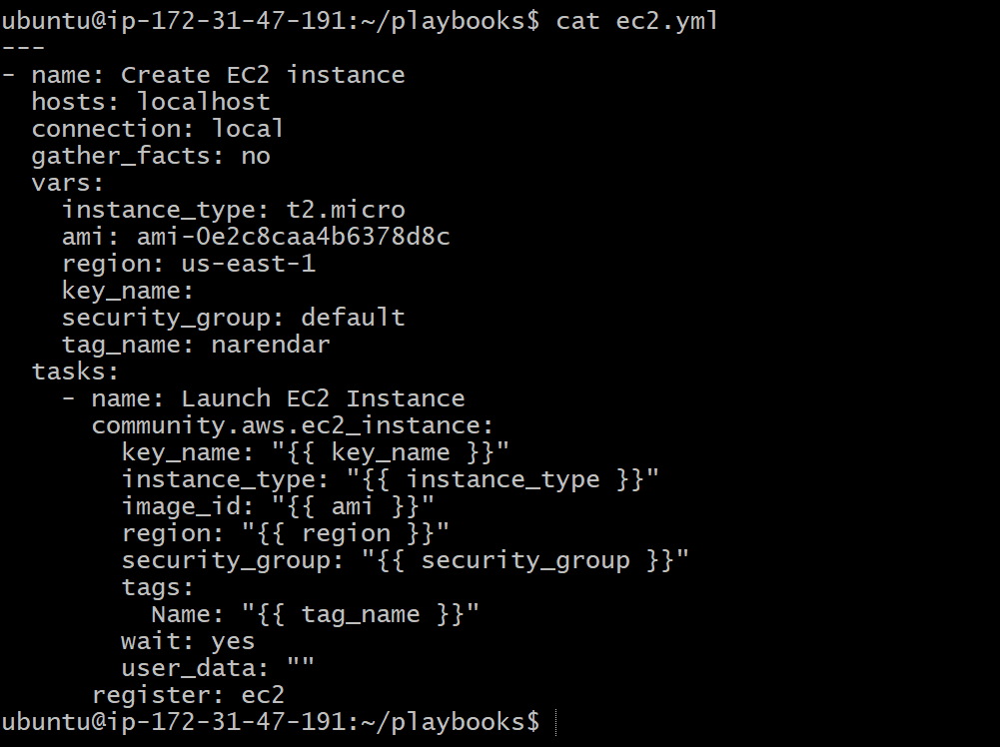 ubuntu@ip-172-31-47-191:~/playbooks$ cat ec2.yml
---
- name: Create EC2 instance
  hosts: localhost
  connection: local
  gather_facts: no
  vars:
    instance_type: t2.micro
    ami: ami-0e2c8caa4b6378d8c
    region: us-east-1
    key_name:
    security_group: default
    tag_name: narendar
  tasks:
    - name: Launch EC2 Instance
      community.aws.ec2_instance:
        key_name: "{{ key_name }}"
        instance_type: "{{ instance_type }}"
        image_id: "{{ ami }}"
        region: "{{ region }}"
        security_group: "{{ security_group }}"
        tags:
          Name: "{{ tag_name }}"
        wait: yes
        user_data: ""
      register: ec2
ubuntu@ip-172-31-47-191:~/playbooks$